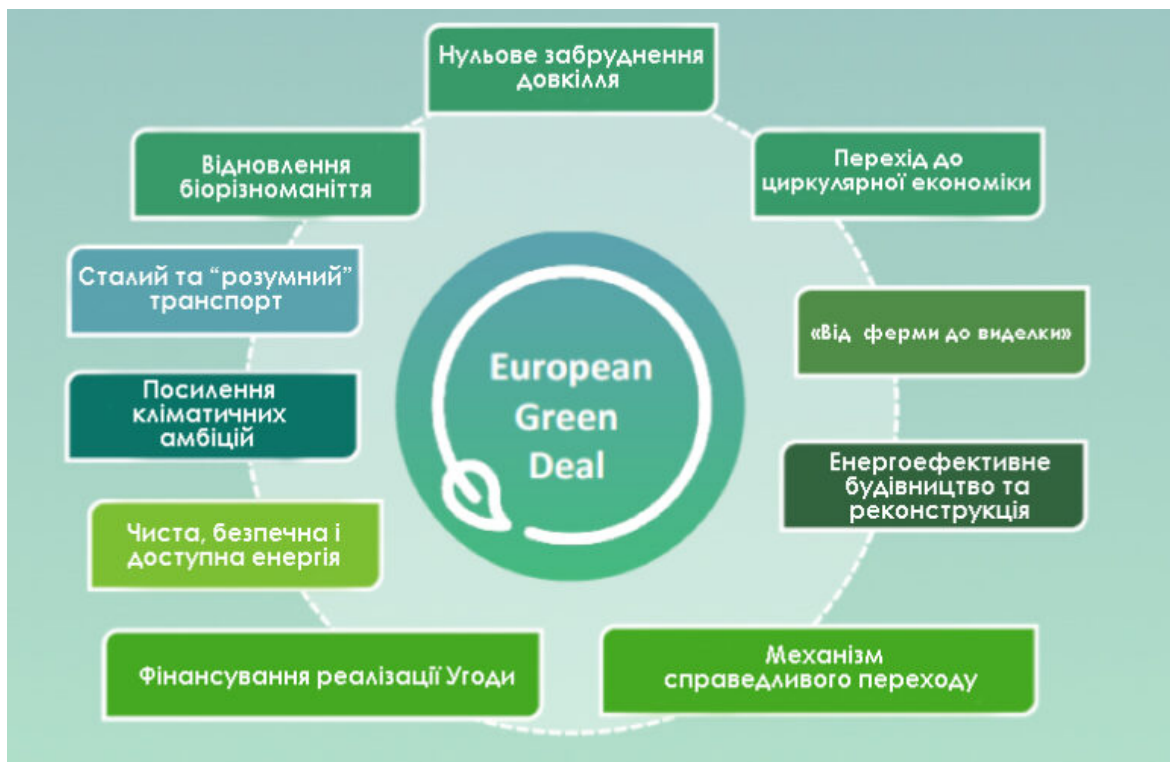 Нульове забруднення
довкілля
Відновлення
біорізноманіття
Перехід до
циркулярної економіки
Сталий та “розумний”
транспорт
«Від ферми до виделки»
European
Green
Deal
Посилення
кліматичних
амбіцій
Енергоефективне
будівництво та
реконструкція
Чиста, безпечна і
доступна енергія
Фінансування реалізації Угоди
Механізм
справедливого переходу